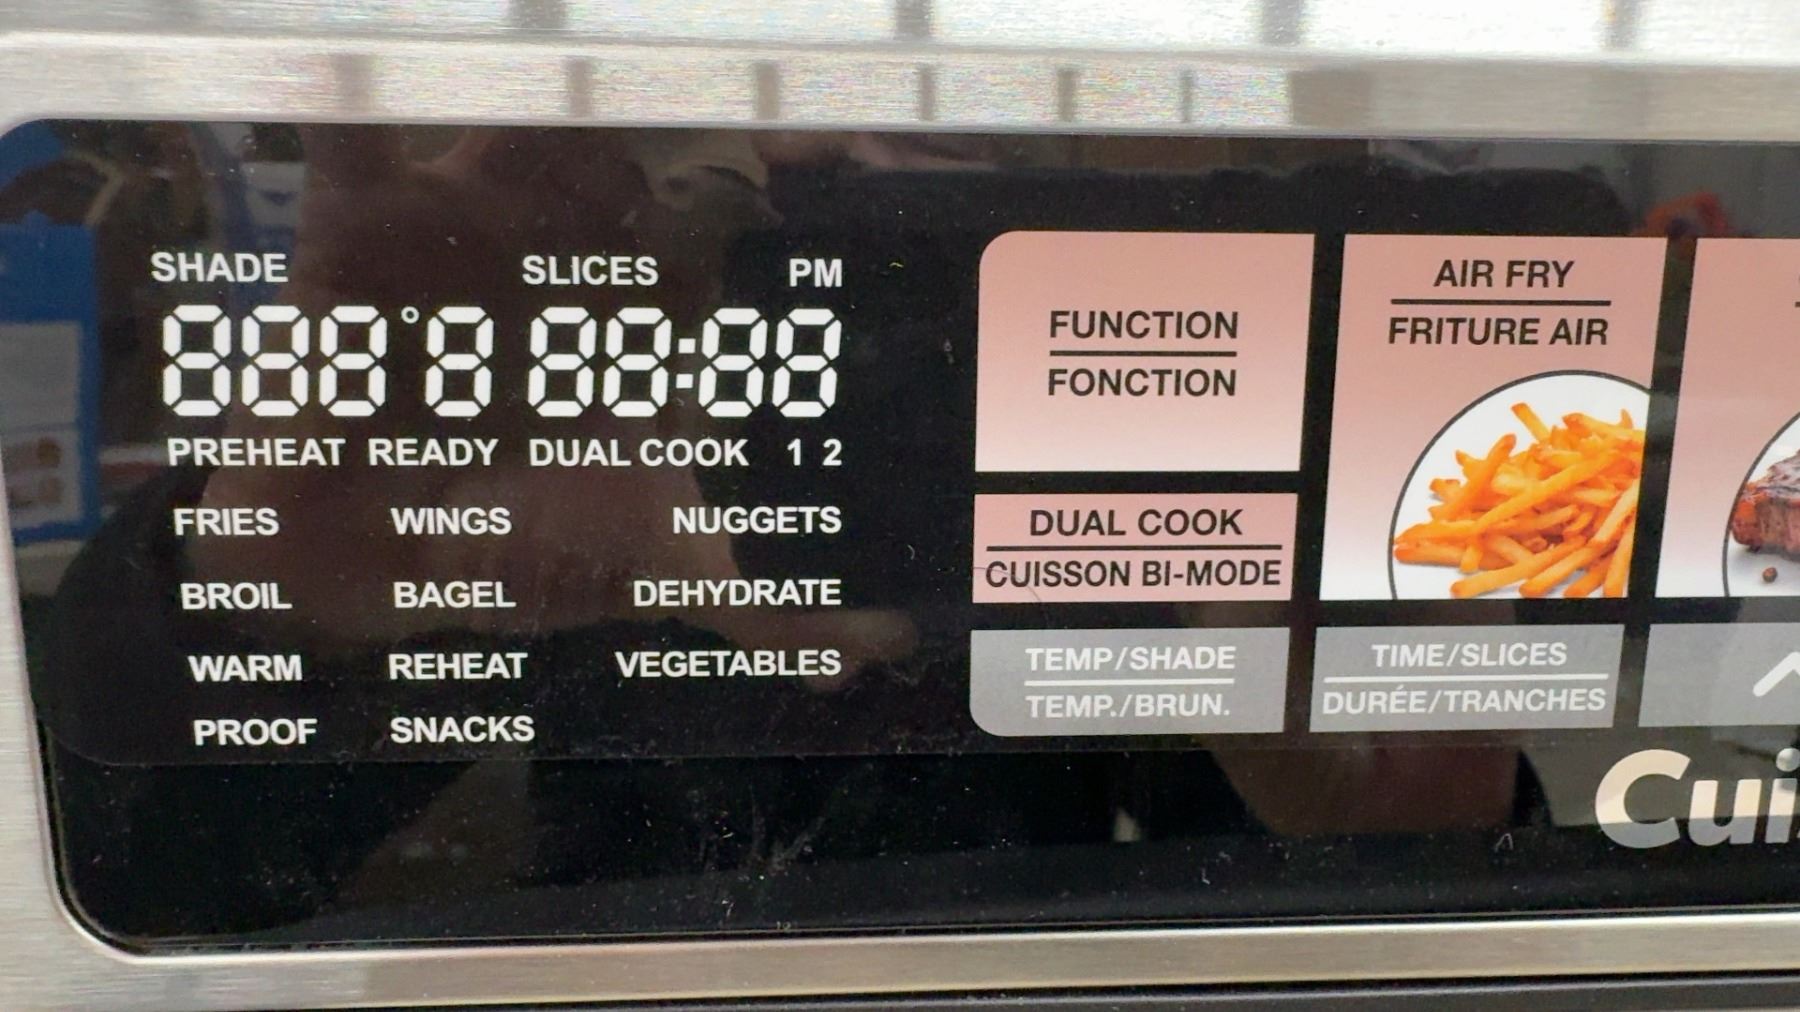 SHADE SLICES PM
888°8 88:88
PREHEAT READY DUAL COOK 1 2
FRIES WINGS NUGGETS
BROIL BAGEL DEHYDRATE
WARM REHEAT VEGETABLES
PROOF SNACKS
FUNCTION
FONCTION
DUAL COOK
CUISSON BI-MODE
TEMP/SHADE
TEMP./BRUN.
AIR FRY
FRITURE AIR
TIME/SLICES
DURÉE/TRANCHES
Cui